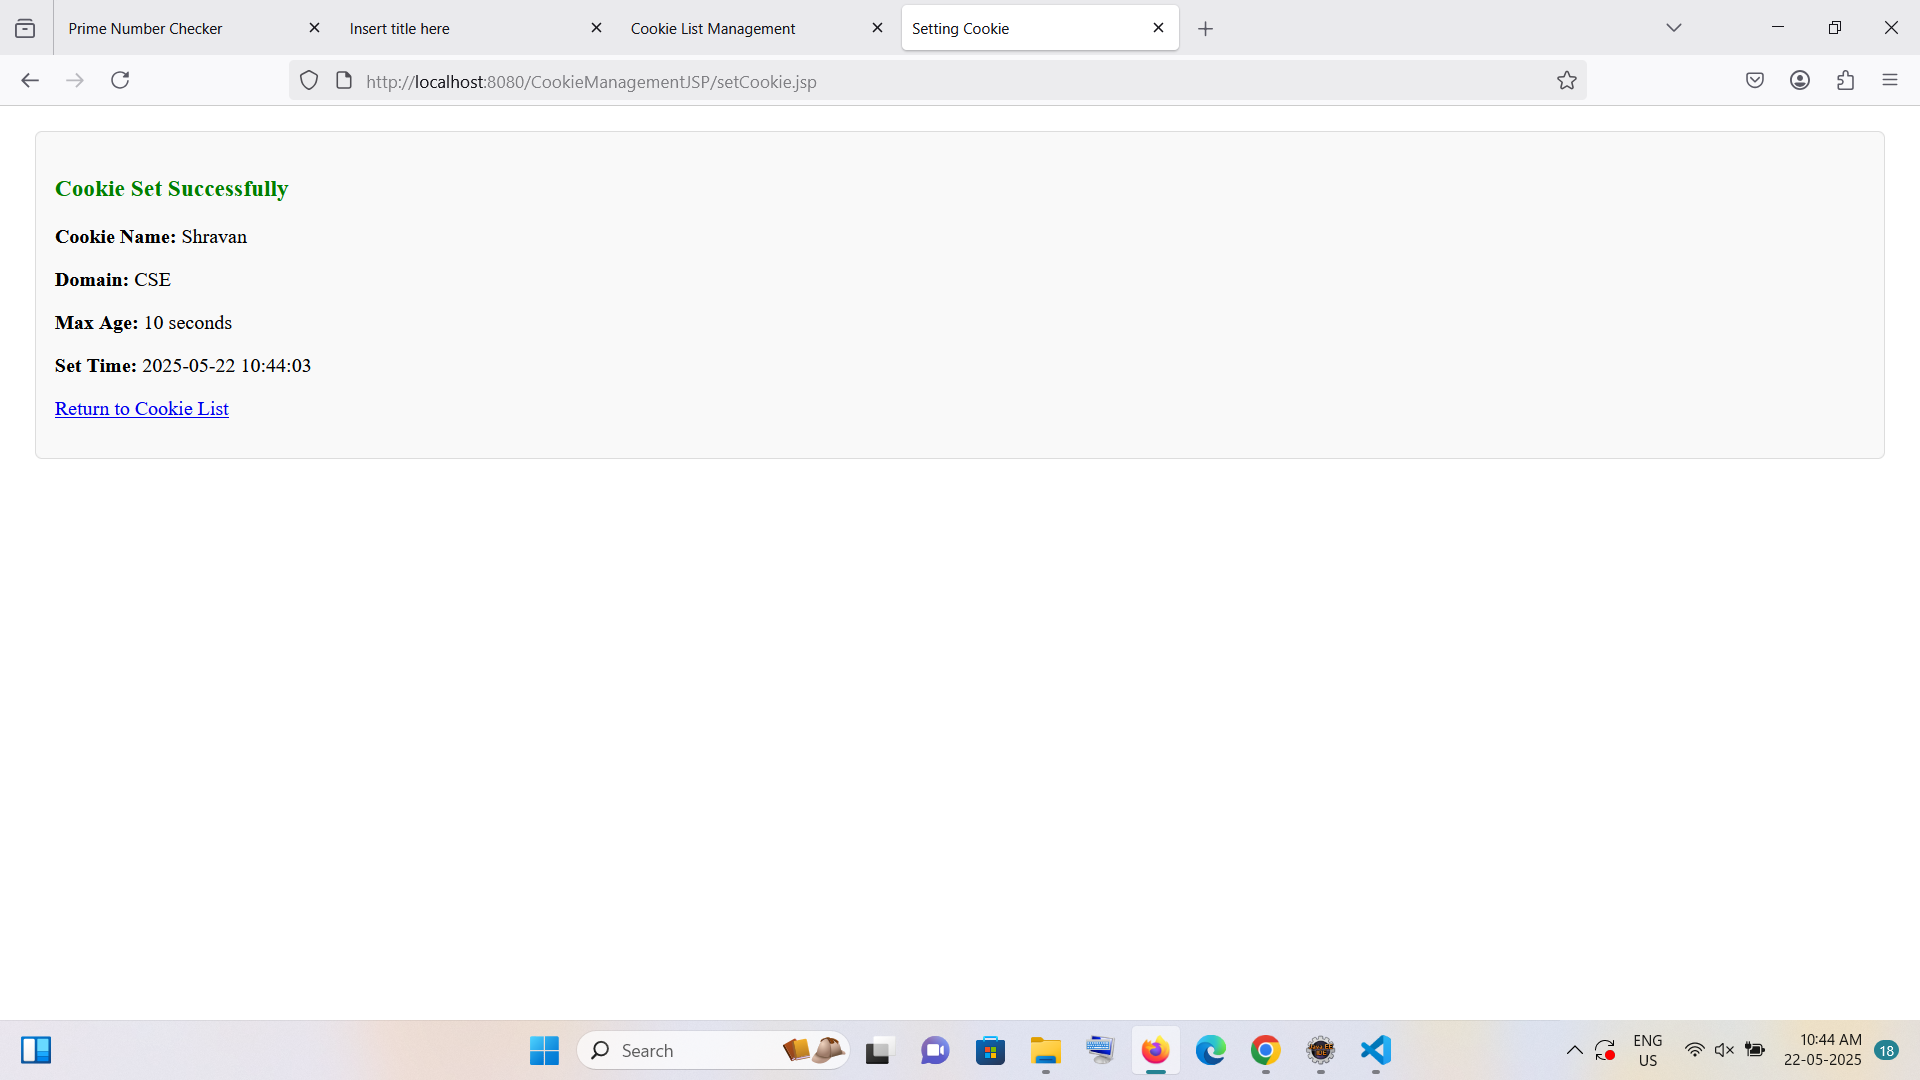 Prime Number Checker
Insert title here
Cookie List Management
Setting Cookie
http://localhost:8080/CookieManagementJSP/setCookie.jsp
Cookie Set Successfully
Cookie Name: Shravan
Domain: CSE
Max Age: 10 seconds
Set Time: 2025-05-22 10:44:03
Return to Cookie List
Search
ENG
US
10:44 AM
22-05-2025
18